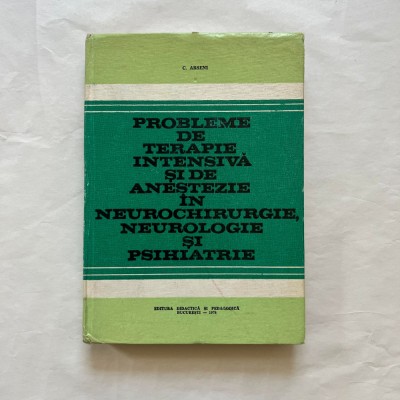 C. ARSENI
PROBLEME
DE
TERAPIE
INTENSIVĂ
ȘI DE
ANESTEZIE
ÎN
NEUROCHIRURGIE,
NEUROLOGIE
ȘI
PSIHIATRIE
EDITURA DIDACTICĂ ȘI PEDAGOGICĂ
BUCUREȘTI —